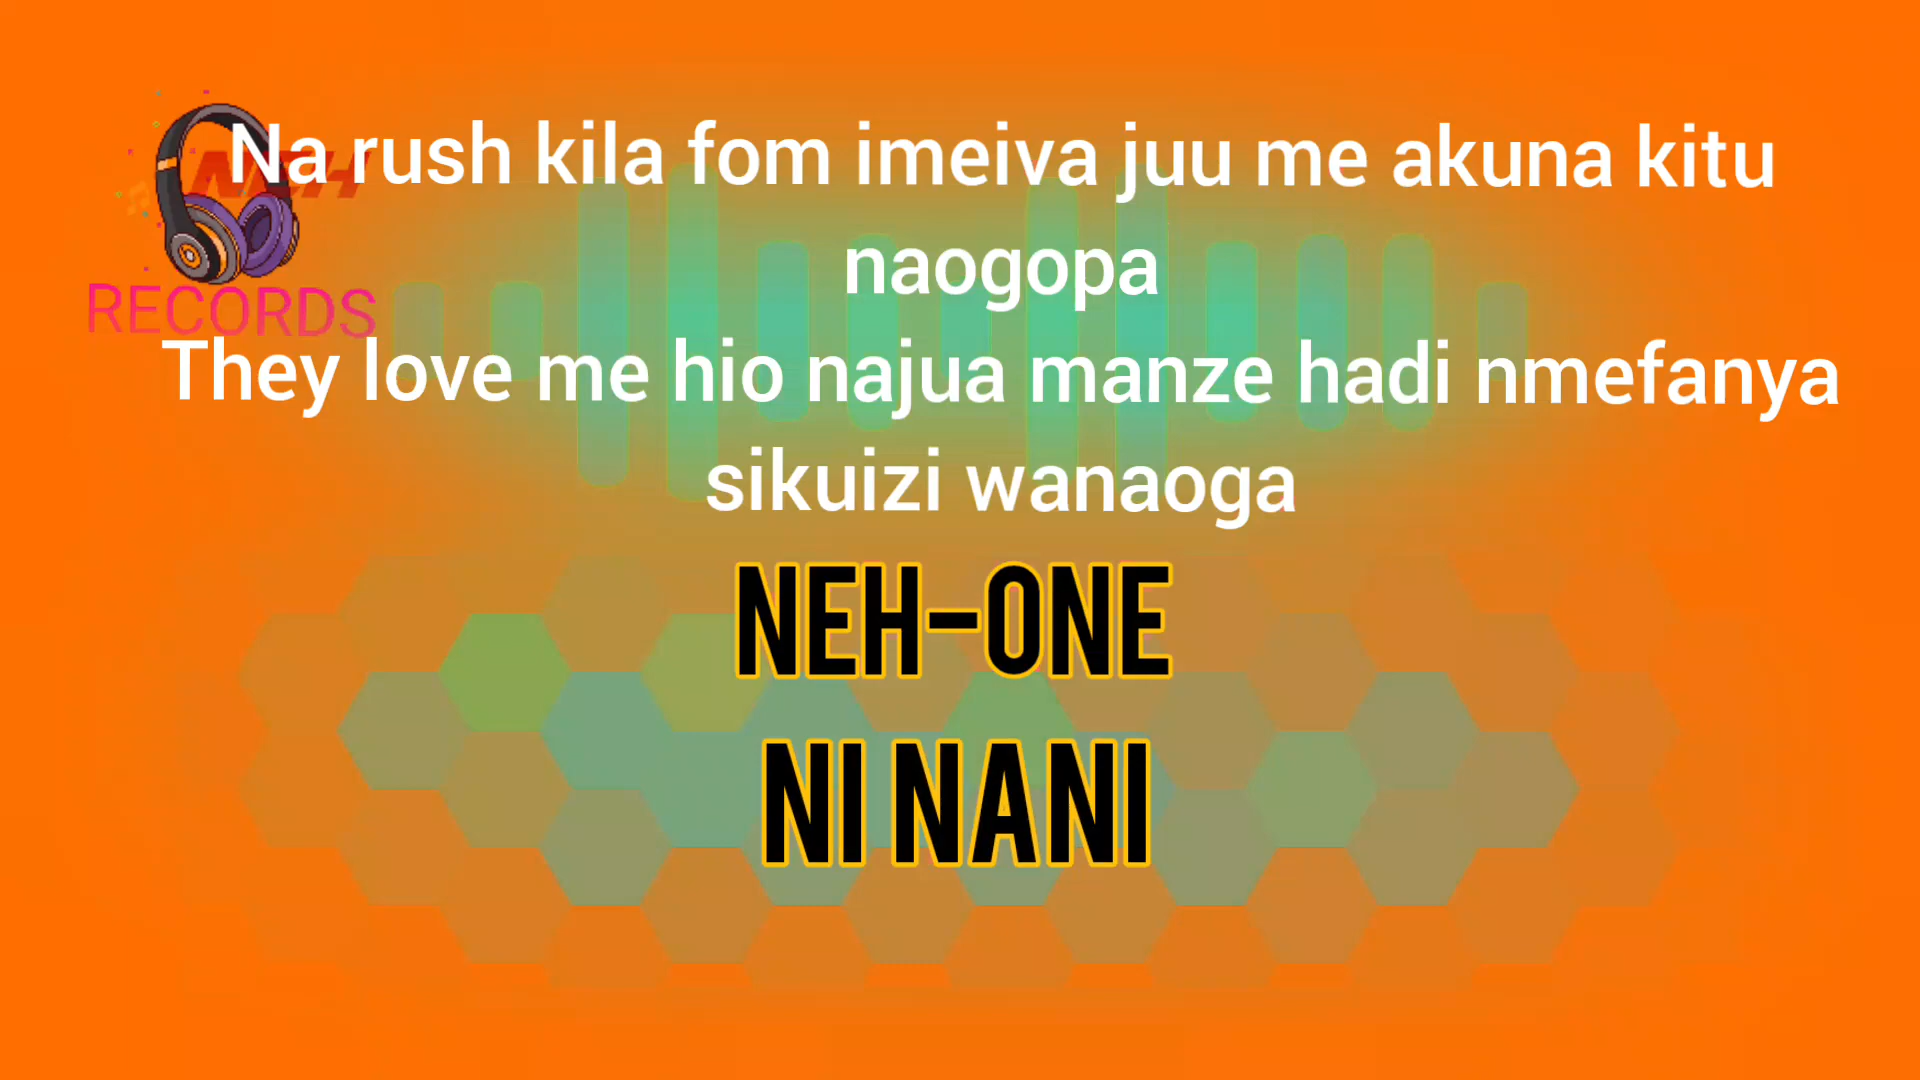 Na rush kila fom imeiva juu me akuna kitu
naogopa
RECORDS
They love me hio najua manze hadi nmefanya
sikuizi wanaoga
NEH-ONE
NI NANI